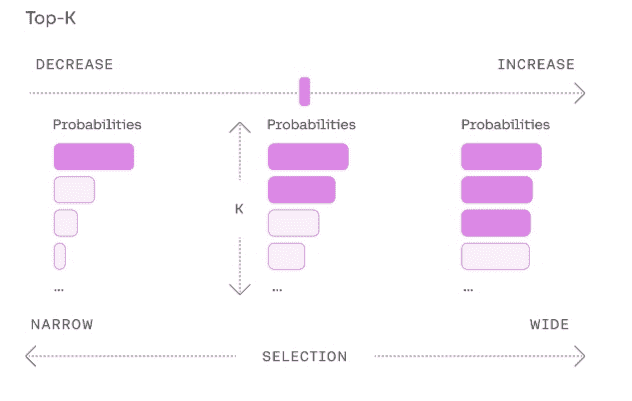 Top-K
DECREASE INCREASE
Probabilities Probabilities Probabilities
K
... ... ...
NARROW WIDE
SELECTION